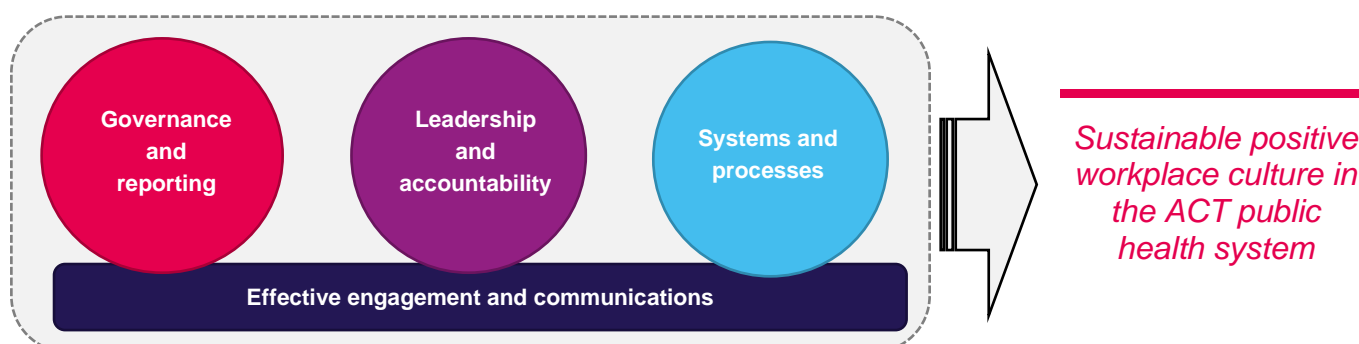 Governance
and
reporting
Leadership
and
accountability
Systems and
processes
Effective engagement and communications
Sustainable positive
workplace culture in
the ACT public
health system